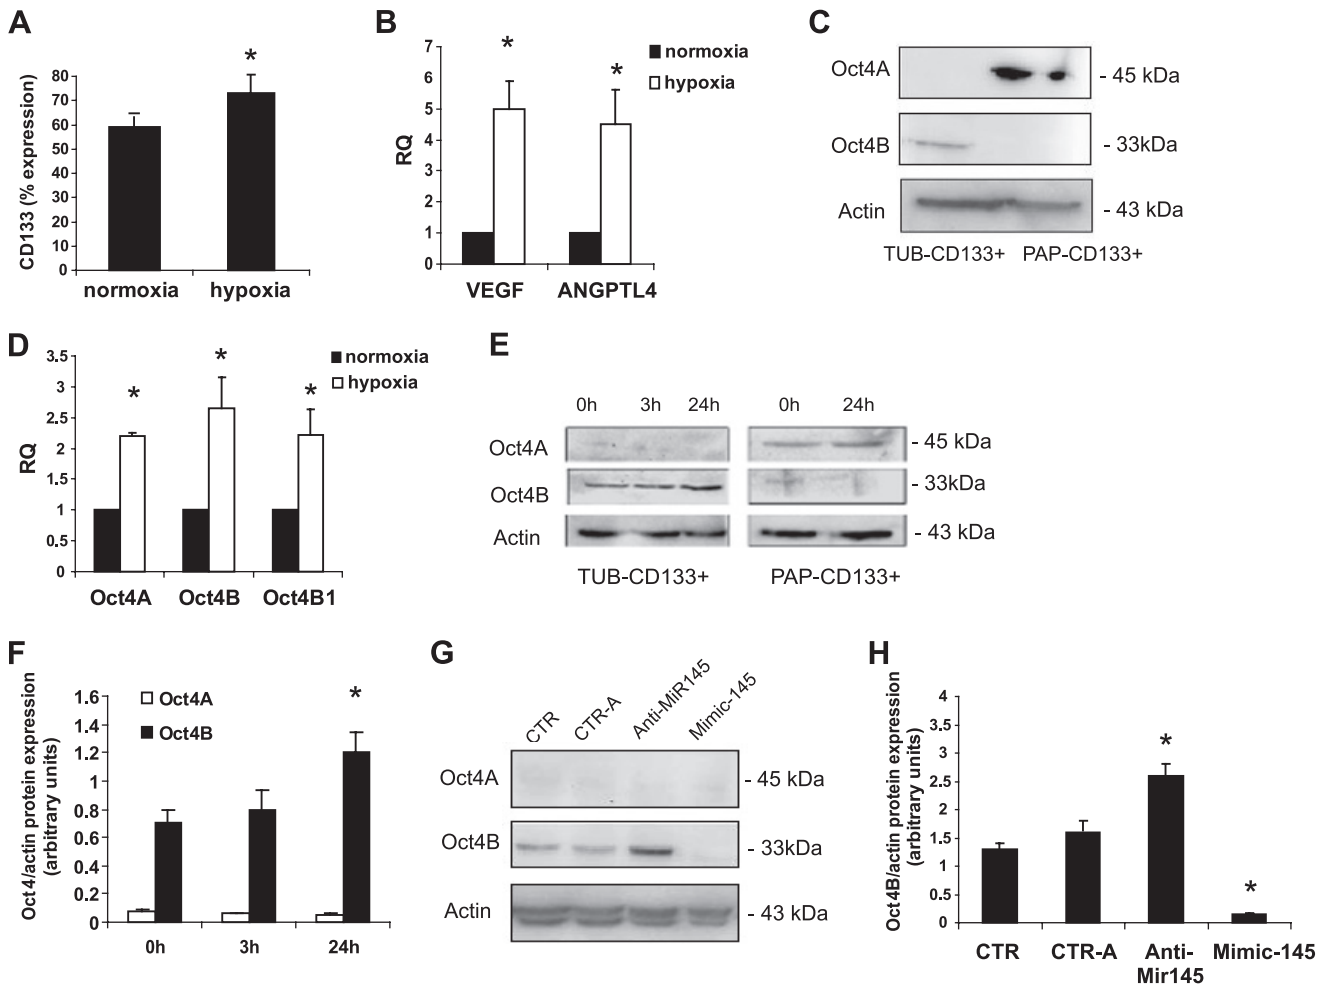 A
CD133 (% expression)
80
70
60
50
40
30
20
10
0
*
normoxia hypoxia
B
RQ
7
6
5
4
3
2
1
0
* *
normoxia
hypoxia
VEGF ANGPTL4
C
Oct4A - 45 kDa
Oct4B - 33kDa
Actin - 43 kDa
TUB-CD133+ PAP-CD133+
D
RQ
3.5
3
2.5
2
1.5
1
0.5
0
* * *
normoxia
hypoxia
Oct4A Oct4B Oct4B1
E
0h 3h 24h 0h 24h
Oct4A - 45 kDa
Oct4B - 33kDa
Actin - 43 kDa
TUB-CD133+ PAP-CD133+
F
Oct4/actin protein expression
(arbitrary units)
1.6
1.4
1.2
1
0.8
0.6
0.4
0.2
0
Oct4A
Oct4B
*
0h 3h 24h
G
CTR CTR-A Anti-MiR145 Mimic-145
Oct4A - 45 kDa
Oct4B - 33kDa
Actin - 43 kDa
H
Oct4B/actin protein expression
(arbitrary units)
4
3.5
3
2.5
2
1.5
1
0.5
0
*
*
CTR CTR-A Anti- Mimic-145
Mir145